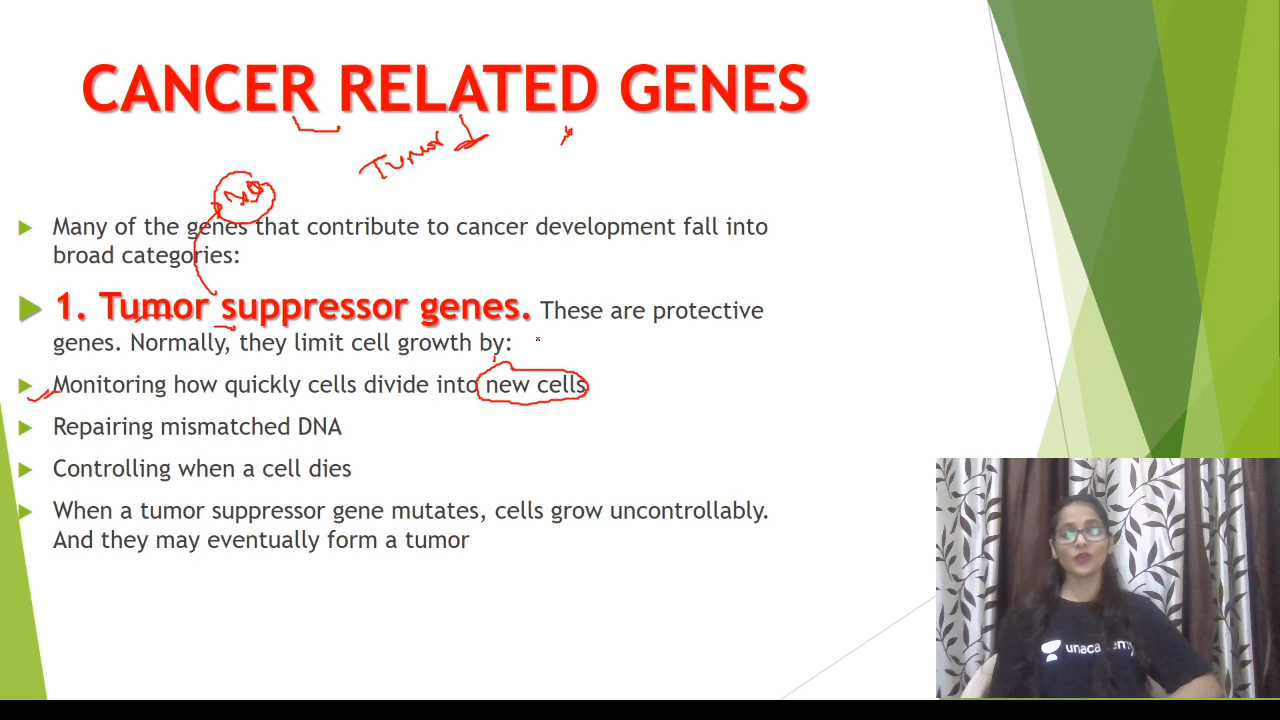 CANCER RELATED GENES
Tumor
Many of the genes that contribute to cancer development fall into
broad categories:
1. Tumor suppressor genes. These are protective
genes. Normally, they limit cell growth by:
Monitoring how quickly cells divide into new cells
Repairing mismatched DNA
Controlling when a cell dies
When a tumor suppressor gene mutates, cells grow uncontrollably.
And they may eventually form a tumor
unacademy